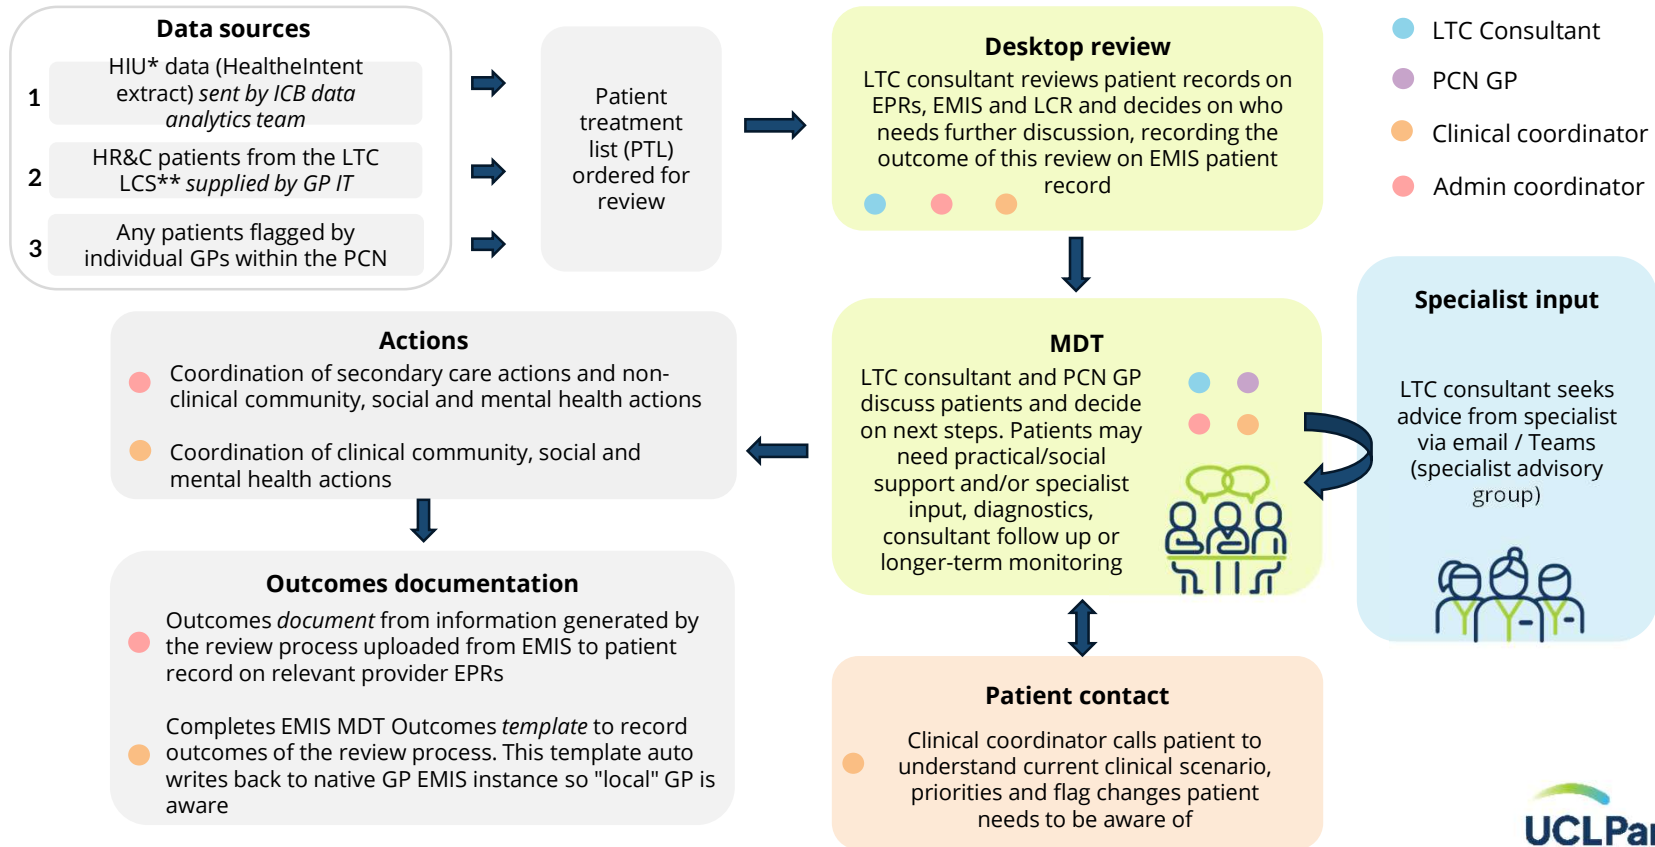 Data sources
1
HIU* data (HealtheIntent
extract) sent by ICB data
analytics team
2
HR&C patients from the LTC
LCS** supplied by GP IT
3
Any patients flagged by
individual GPs within the PCN
Patient
treatment
list (PTL)
ordered for
review
Desktop review
LTC consultant reviews patient records on
EPRs, EMIS and LCR and decides on who
needs further discussion, recording the
outcome of this review on EMIS patient
record
LTC Consultant
PCN GP
Clinical coordinator
Admin coordinator
Specialist input
LTC consultant seeks
advice from specialist
via email / Teams
(specialist advisory
group)
MDT
LTC consultant and PCN GP
discuss patients and decide
on next steps. Patients may
need practical/social
support and/or specialist
input, diagnostics,
consultant follow up or
longer-term monitoring
Actions
Coordination of secondary care actions and non-
clinical community, social and mental health actions
Coordination of clinical community, social and
mental health actions
Outcomes documentation
Outcomes document from information generated by
the review process uploaded from EMIS to patient
record on relevant provider EPRs
Completes EMIS MDT Outcomes template to record
outcomes of the review process. This template auto
writes back to native GP EMIS instance so "local" GP is
aware
Patient contact
Clinical coordinator calls patient to
understand current clinical scenario,
priorities and flag changes patient
needs to be aware of
UCLPar